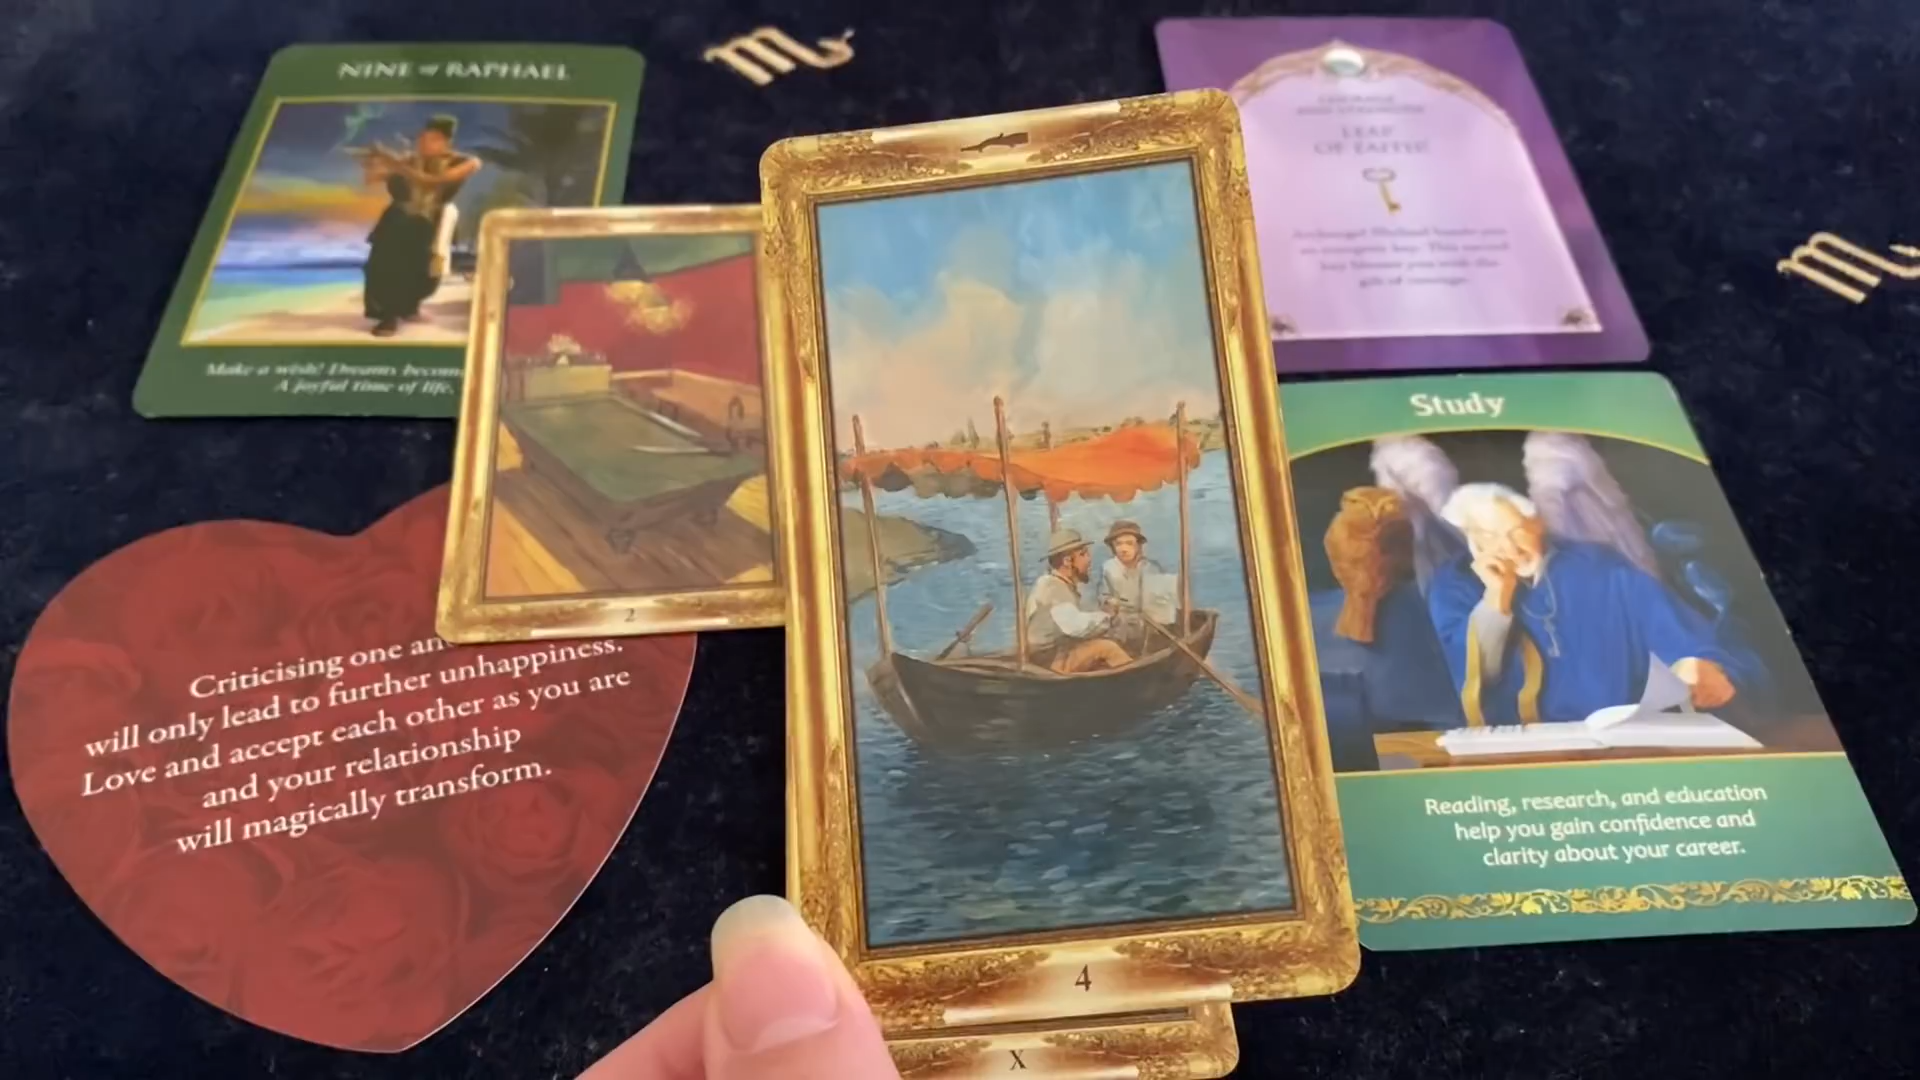 NINE OF RAPHAEL
Make a wish! Dreams become
A joyful time of life.
2
Criticising one an
will only lead to further unhappiness.
Love and accept each other as you are
and your relationship
will magically transform.
4
X
LEAP
OF FAITH
Study
Reading, research, and education
help you gain confidence and
clarity about your career.